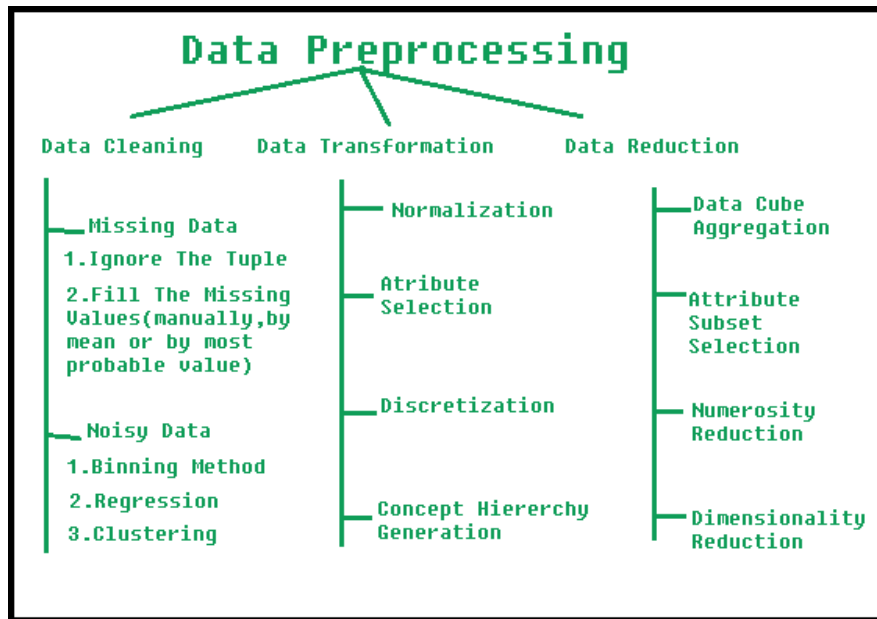 Data Preprocessing
Data Cleaning
Missing Data
1.Ignore The Tuple
2.Fill The Missing
Values(manually,by
mean or by most
probable value)
Noisy Data
1.Binning Method
2.Regression
3.Clustering
Data Transformation
Normalization
Atribute
Selection
Discretization
Concept Hiererchy
Generation
Data Reduction
Data Cube
Aggregation
Attribute
Subset
Selection
Numerosity
Reduction
Dimensionality
Reduction